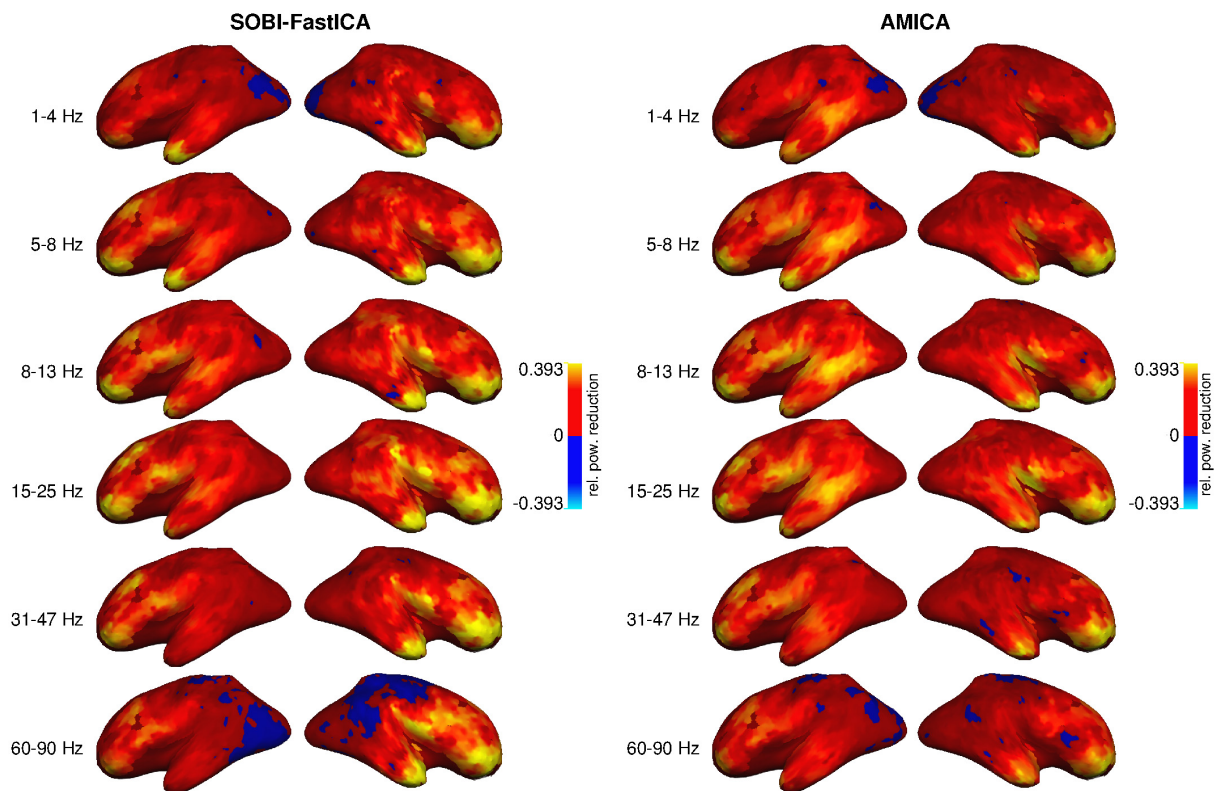 SOBI-FastICA
AMICA
1-4 Hz
1-4 Hz
5-8 Hz
5-8 Hz
8-13 Hz
0.393
0
-0.393
rel. pow. reduction
8-13 Hz
0.393
0
-0.393
rel. pow. reduction
15-25 Hz
15-25 Hz
31-47 Hz
31-47 Hz
60-90 Hz
60-90 Hz